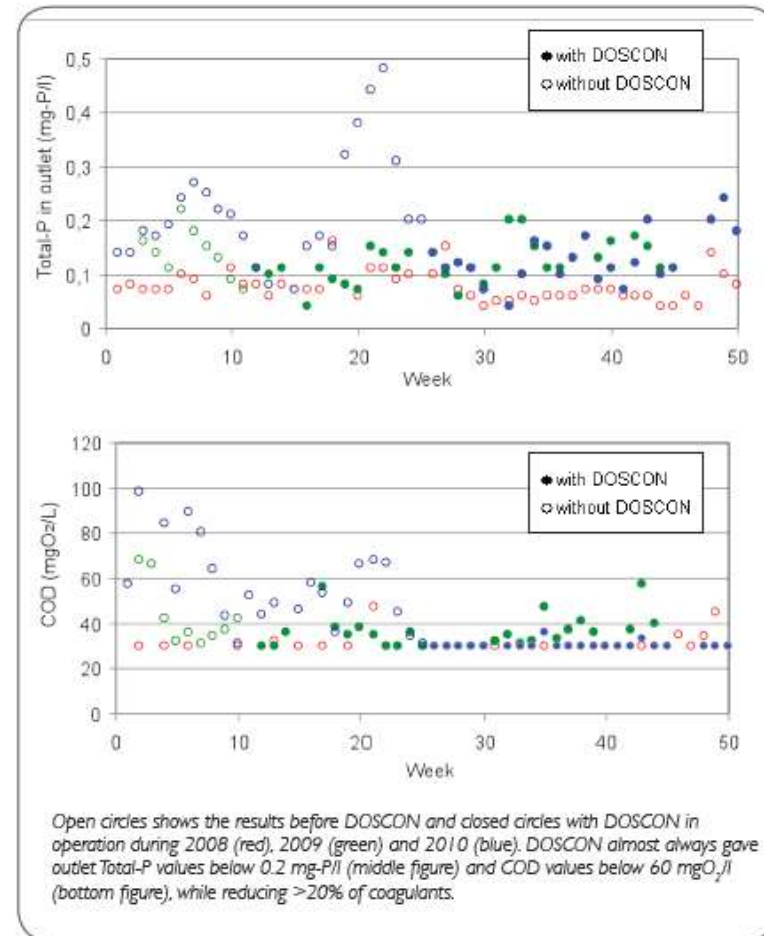 with DOSCON
without DOSCON
Total-P in outlet (mg-P/l)
0,5
0,4
0,3
0,2
0,1
0
0 10 20 30 40 50
Week
with DOSCON
without DOSCON
COD (mgO2/L)
120
100
80
60
40
20
0
0 10 20 30 40 50
Week
Open circles shows the results before DOSCON and closed circles with DOSCON in
operation during 2008 (red), 2009 (green) and 2010 (blue). DOSCON almost always gave
outlet Total-P values below 0.2 mg-P/l (middle figure) and COD values below 60 mgO2/l
(bottom figure), while reducing >20% of coagulants.